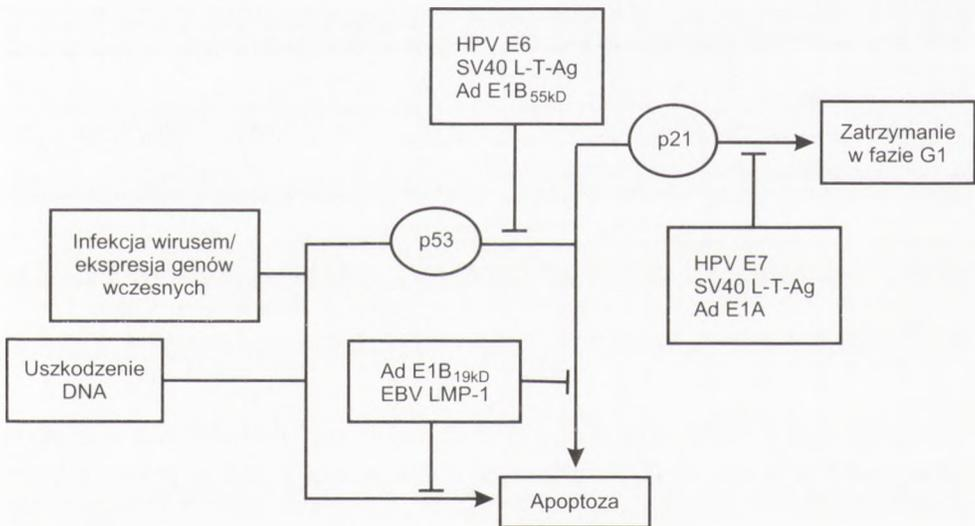 HPV E6
SV40 L-T-Ag
Ad E1B55kD
p21
Zatrzymanie
w fazie G1
Infekcja wirusem/
ekspresja genów
wczesnych
p53
HPV E7
SV40 L-T-Ag
Ad E1A
Uszkodzenie
DNA
Ad E1B19kD
EBV LMP-1
Apoptoza